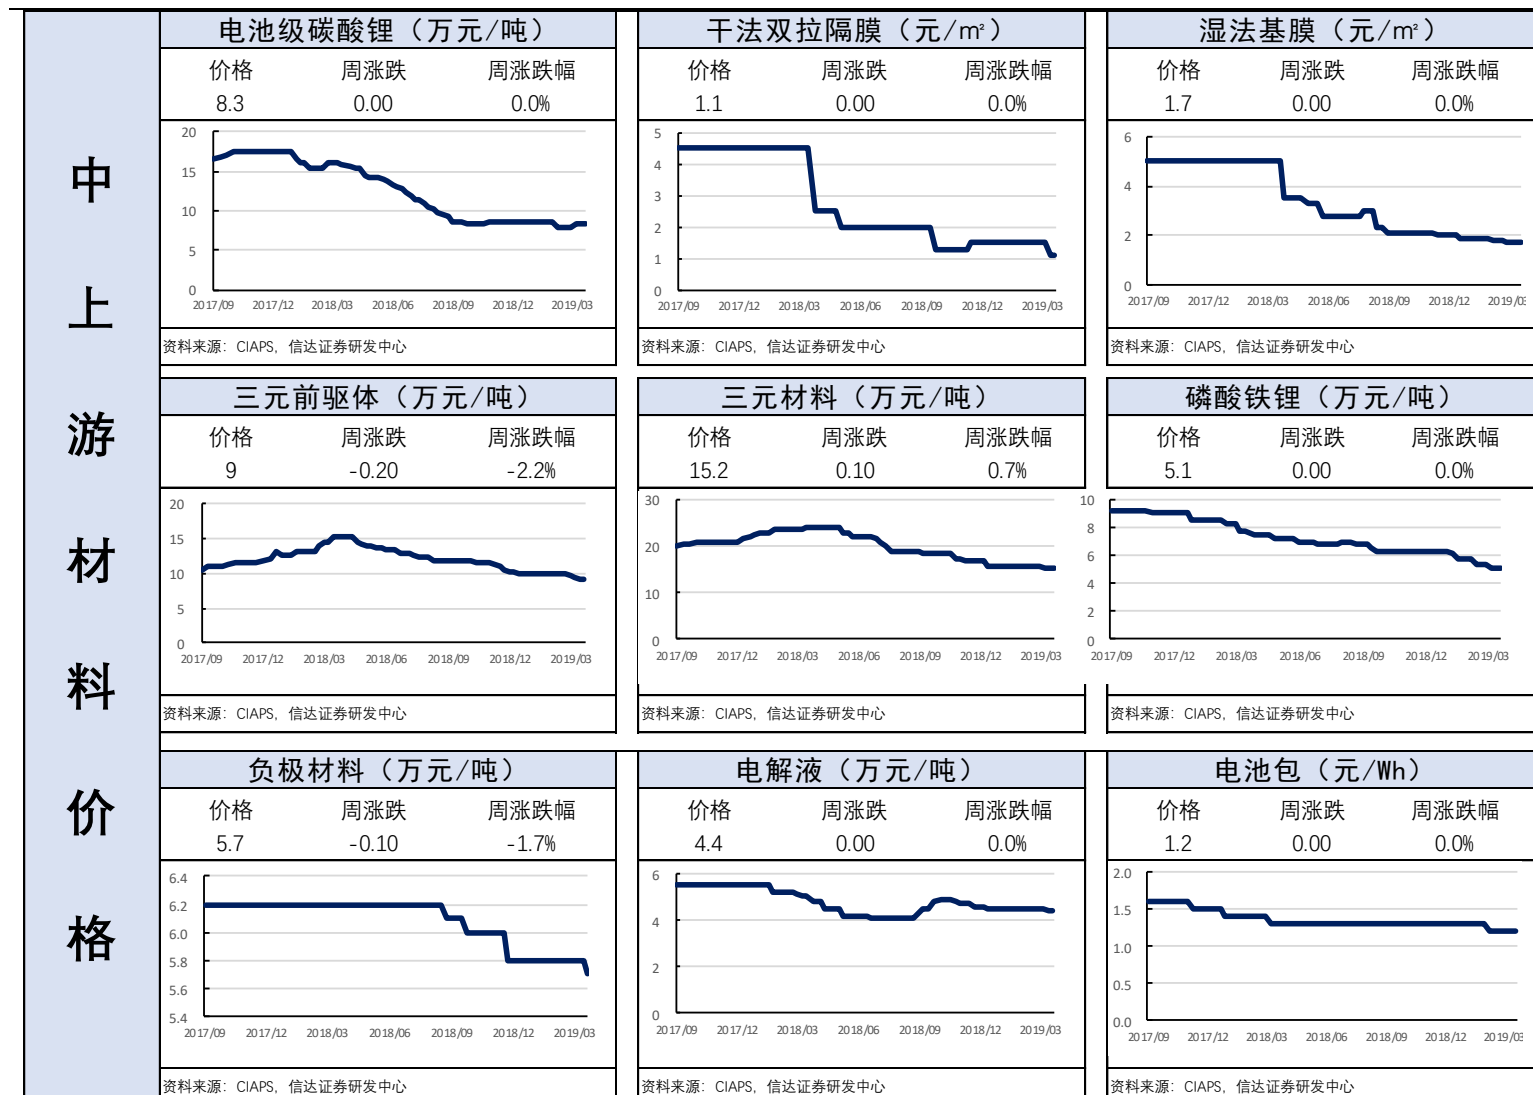 中
上
游
材
料
价
格
电池级碳酸锂（万元/吨）
价格 周涨跌 周涨跌幅
8.3 0.00 0.0%
20
15
10
5
0
2017/09 2017/12 2018/03 2018/06 2018/09 2018/12 2019/03
资料来源：CIAPS，信达证券研发中心
干法双拉隔膜（元/㎡）
价格 周涨跌 周涨跌幅
1.1 0.00 0.0%
5
4
3
2
1
0
2017/09 2017/12 2018/03 2018/06 2018/09 2018/12 2019/03
资料来源：CIAPS，信达证券研发中心
湿法基膜（元/㎡）
价格 周涨跌 周涨跌幅
1.7 0.00 0.0%
6
4
2
0
2017/09 2017/12 2018/03 2018/06 2018/09 2018/12 2019/03
资料来源：CIAPS，信达证券研发中心
三元前驱体（万元/吨）
价格 周涨跌 周涨跌幅
9 -0.20 -2.2%
20
15
10
5
0
2017/09 2017/12 2018/03 2018/06 2018/09 2018/12 2019/03
资料来源：CIAPS，信达证券研发中心
三元材料（万元/吨）
价格 周涨跌 周涨跌幅
15.2 0.10 0.7%
30
20
10
0
2017/09 2017/12 2018/03 2018/06 2018/09 2018/12 2019/03
资料来源：CIAPS，信达证券研发中心
磷酸铁锂（万元/吨）
价格 周涨跌 周涨跌幅
5.1 0.00 0.0%
10
8
6
4
2
0
2017/09 2017/12 2018/03 2018/06 2018/09 2018/12 2019/03
资料来源：CIAPS，信达证券研发中心
负极材料（万元/吨）
价格 周涨跌 周涨跌幅
5.7 -0.10 -1.7%
6.4
6.2
6.0
5.8
5.6
5.4
2017/09 2017/12 2018/03 2018/06 2018/09 2018/12 2019/03
资料来源：CIAPS，信达证券研发中心
电解液（万元/吨）
价格 周涨跌 周涨跌幅
4.4 0.00 0.0%
6
4
2
0
2017/09 2017/12 2018/03 2018/06 2018/09 2018/12 2019/03
资料来源：CIAPS，信达证券研发中心
电池包（元/Wh）
价格 周涨跌 周涨跌幅
1.2 0.00 0.0%
2.0
1.5
1.0
0.5
0.0
2017/09 2017/12 2018/03 2018/06 2018/09 2018/12 2019/03
资料来源：CIAPS，信达证券研发中心